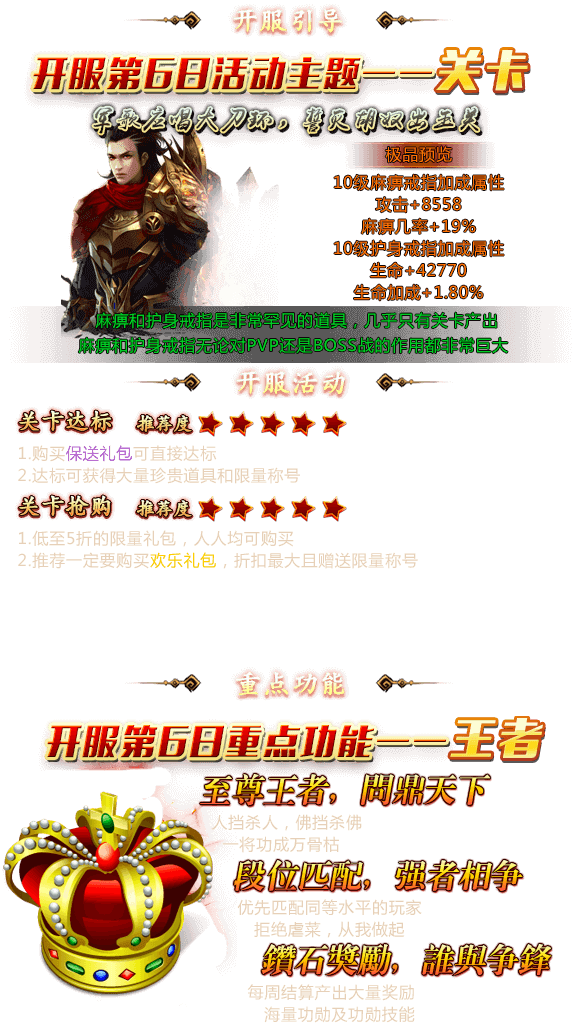 开服引导
开服第6日活动主题——关卡
军歌应唱大刀环，誓灭胡奴出玉关
极品预览
10级麻痹戒指加成属性
攻击+8558
麻痹几率+19%
10级护身戒指加成属性
生命+42770
生命加成+1.80%
麻痹和护身戒指是非常罕见的道具，几乎只有关卡产出
麻痹和护身戒指无论对PVP还是BOSS战的作用都非常巨大
开服活动
关卡达标 推荐度
1.购买保送礼包可直接达标
2.达标可获得大量珍贵道具和限量称号
关卡抢购 推荐度
1.低至5折的限量礼包，人人均可购买
2.推荐一定要购买欢乐礼包，折扣最大且赠送限量称号
重点功能
开服第6日重点功能——王者
至尊王者，問鼎天下
人挡杀人，佛挡杀佛
一将功成万骨枯
段位匹配，强者相争
优先匹配同等水平的玩家
拒绝虐菜，从我做起
鑽石獎勵，誰與争鋒
每周结算产出大量奖励
海量功勋及功勋技能